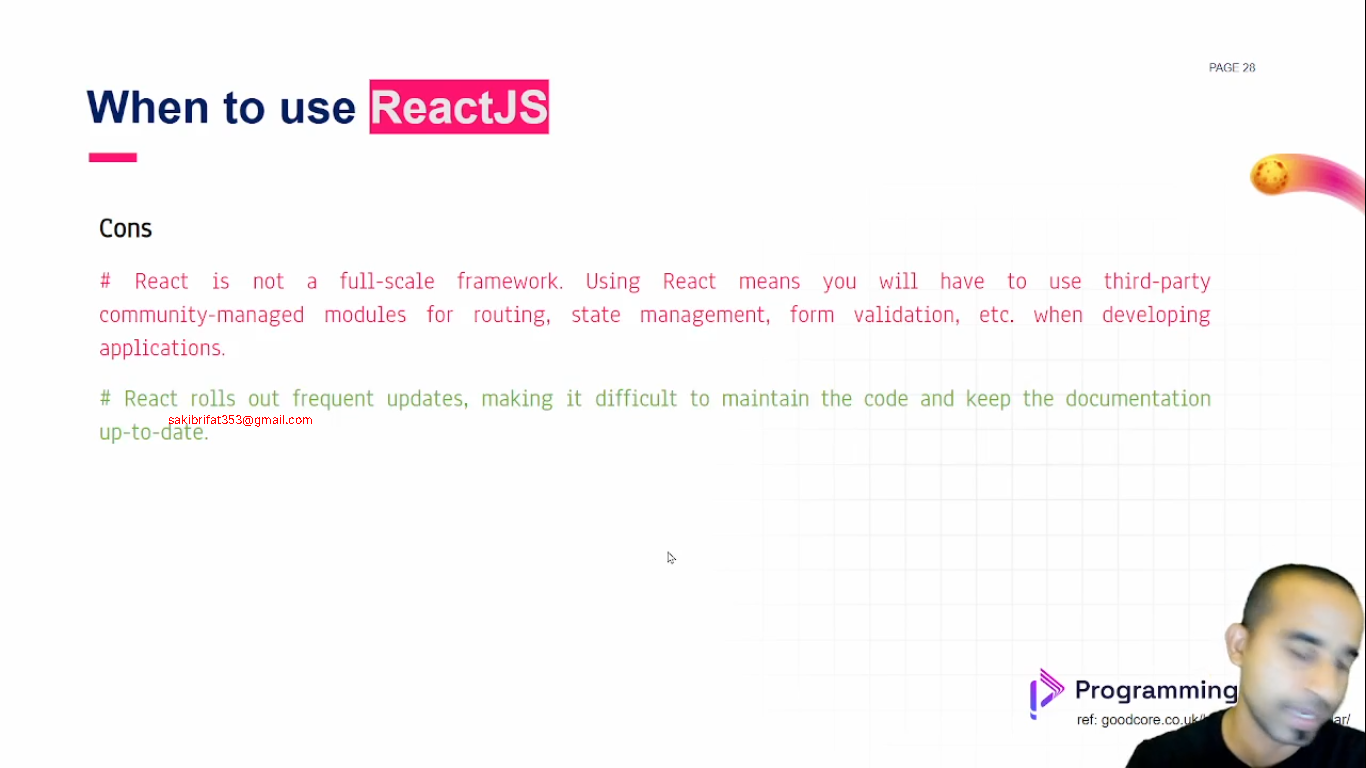 PAGE 28
When to use ReactJS
Cons
# React is not a full-scale framework. Using React means you will have to use third-party
community-managed modules for routing, state management, form validation, etc. when developing
applications.
# React rolls out frequent updates, making it difficult to maintain the code and keep the documentation
sakibrifat353@gmail.com
up-to-date.
Programming
ref: goodcore.co.uk/ ar/